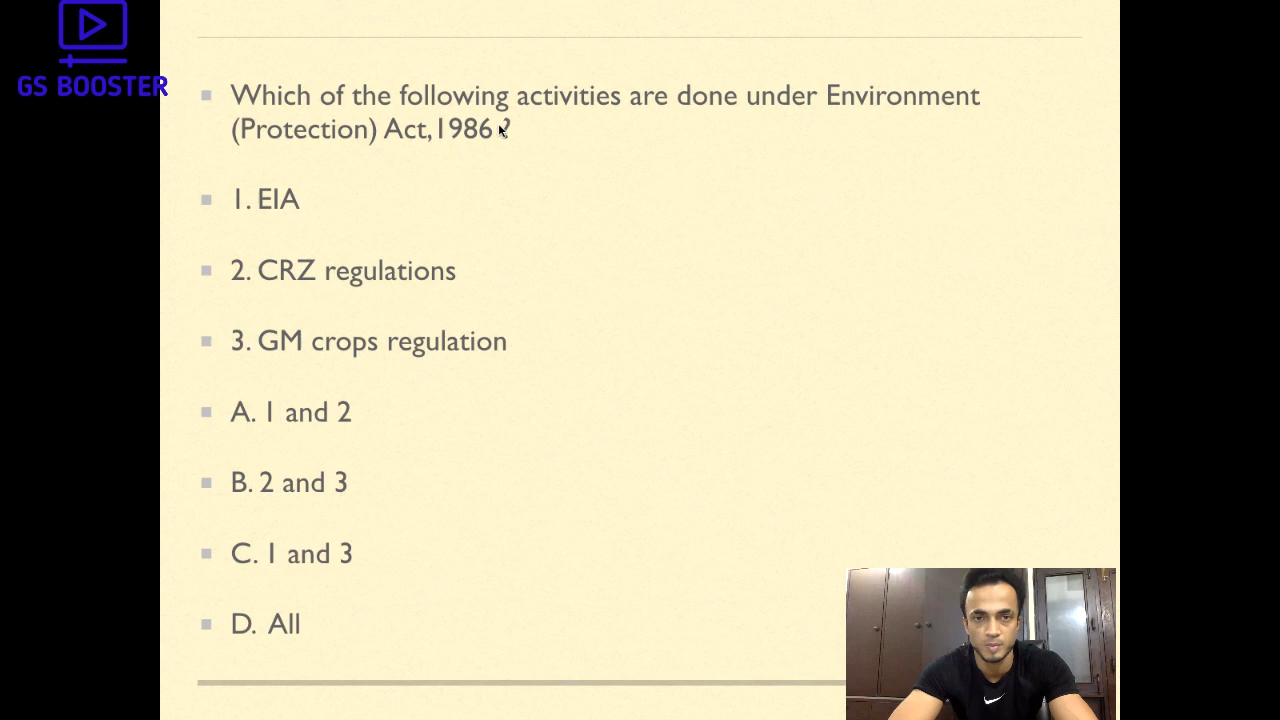 GS BOOSTER
Which of the following activities are done under Environment
(Protection) Act,1986 ?
1. EIA
2. CRZ regulations
3. GM crops regulation
A. 1 and 2
B. 2 and 3
C. 1 and 3
D. All